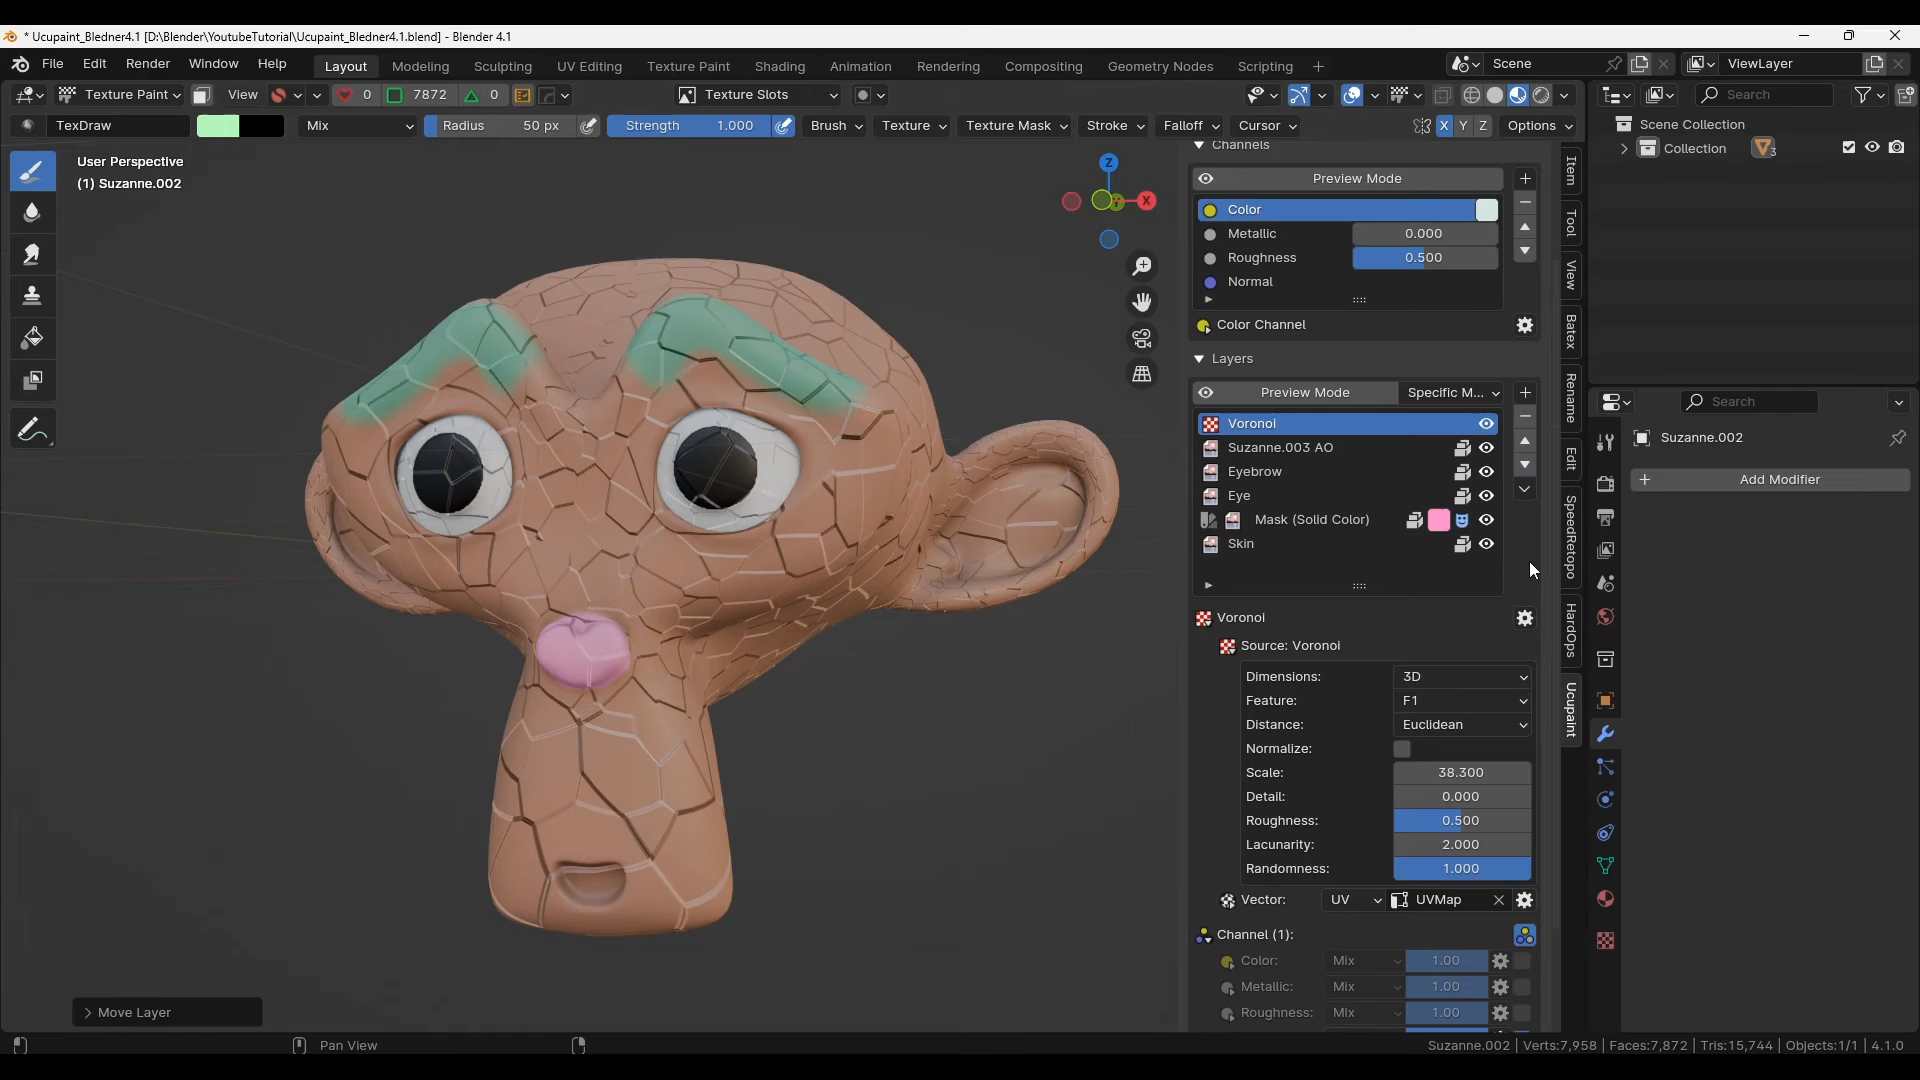 * Ucupaint_Bledner4.1 [D:\Blender\YoutubeTutorial\Ucupaint_Bledner4.1.blend] - Blender 4.1
File Edit Render Window Help Layout Modeling Sculpting UV Editing Texture Paint Shading Animation Rendering Compositing Geometry Nodes Scripting + Scene ViewLayer
Texture Paint View 0 7872 0 Texture Slots Search
TexDraw Mix Radius 50 px Strength 1.000 Brush Texture Texture Mask Stroke Falloff Cursor X Y Z Options
Scene Collection
Collection 3
User Perspective
(1) Suzanne.002
Z
X
Channels
Preview Mode
Color
Metallic 0.000
Roughness 0.500
Normal
Color Channel
Layers
Preview Mode Specific M...
Voronoi
Suzanne.003 AO
Eyebrow
Eye
Mask (Solid Color)
Skin
Voronoi
Source: Voronoi
Dimensions: 3D
Feature: F1
Distance: Euclidean
Normalize:
Scale: 38.300
Detail: 0.000
Roughness: 0.500
Lacunarity: 2.000
Randomness: 1.000
Vector: UV UVMap
Channel (1):
Color: Mix 1.00
Metallic: Mix 1.00
Roughness: Mix 1.00
Item
Tool
View
Batex
Rename
Edit
SpeedRetopo
HardOps
Ucupaint
Search
Suzanne.002
+ Add Modifier
> Move Layer
Pan View
Suzanne.002 | Verts:7,958 | Faces:7,872 | Tris:15,744 | Objects:1/1 | 4.1.0